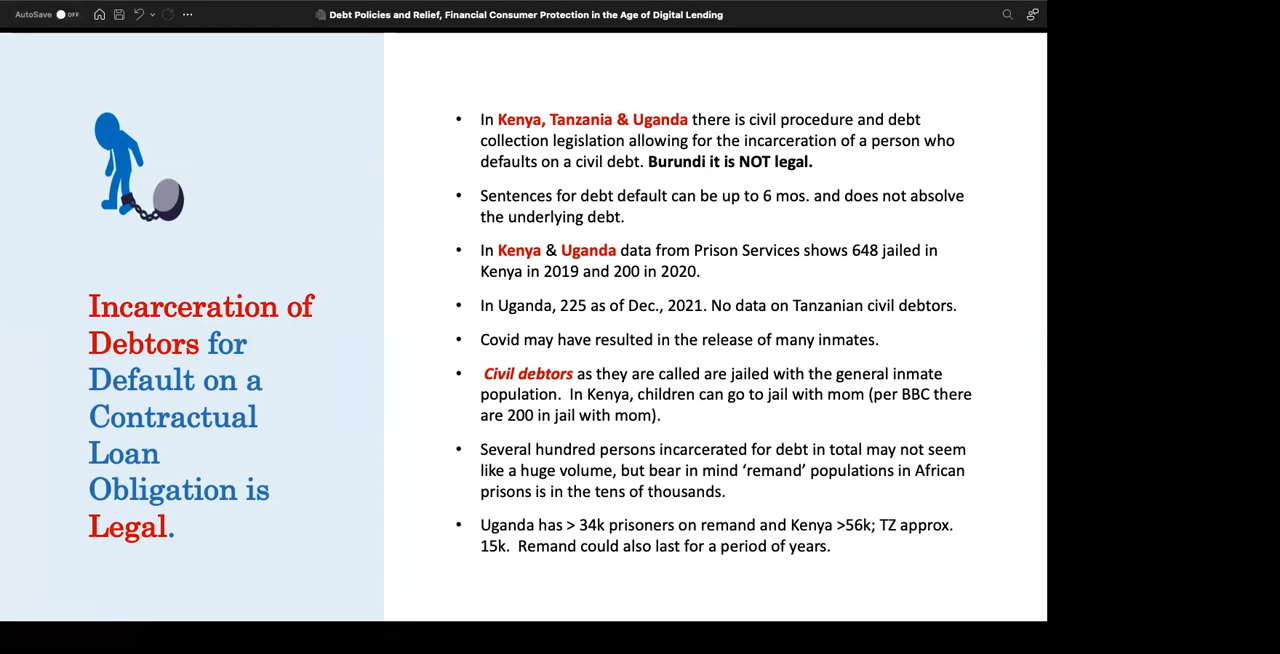 AutoSave OFF
Debt Policies and Relief, Financial Consumer Protection in the Age of Digital Lending
Incarceration of
Debtors for
Default on a
Contractual
Loan
Obligation is
Legal.
• In Kenya, Tanzania & Uganda there is civil procedure and debt
collection legislation allowing for the incarceration of a person who
defaults on a civil debt. Burundi it is NOT legal.
• Sentences for debt default can be up to 6 mos. and does not absolve
the underlying debt.
• In Kenya & Uganda data from Prison Services shows 648 jailed in
Kenya in 2019 and 200 in 2020.
• In Uganda, 225 as of Dec., 2021. No data on Tanzanian civil debtors.
• Covid may have resulted in the release of many inmates.
• Civil debtors as they are called are jailed with the general inmate
population. In Kenya, children can go to jail with mom (per BBC there
are 200 in jail with mom).
• Several hundred persons incarcerated for debt in total may not seem
like a huge volume, but bear in mind ‘remand’ populations in African
prisons is in the tens of thousands.
• Uganda has > 34k prisoners on remand and Kenya >56k; TZ approx.
15k. Remand could also last for a period of years.